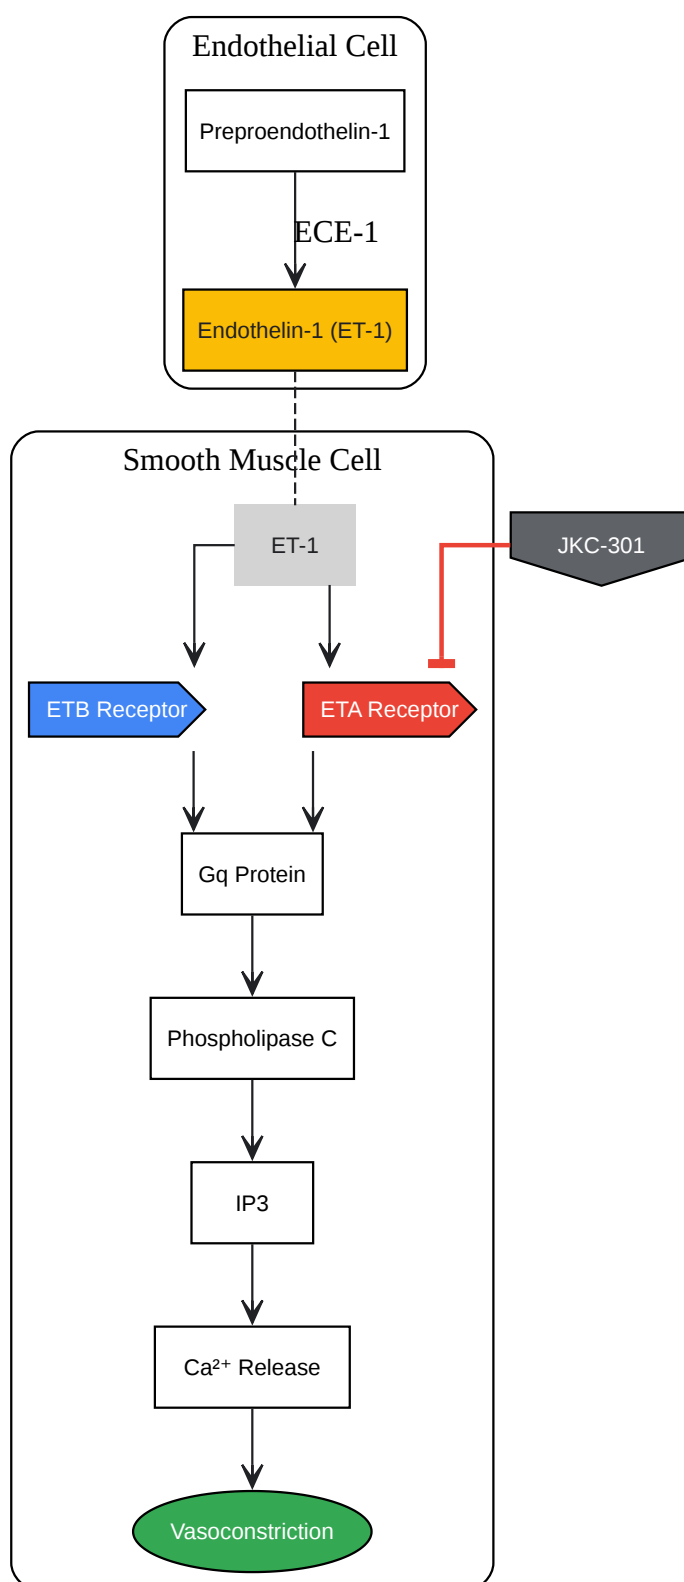 Endothelial Cell
Preproendothelin-1
ECE-1
Endothelin-1 (ET-1)
Smooth Muscle Cell
ET-1
JKC-301
ETB Receptor
ETA Receptor
Gq Protein
Phospholipase C
IP3
Ca²⁺ Release
Vasoconstriction